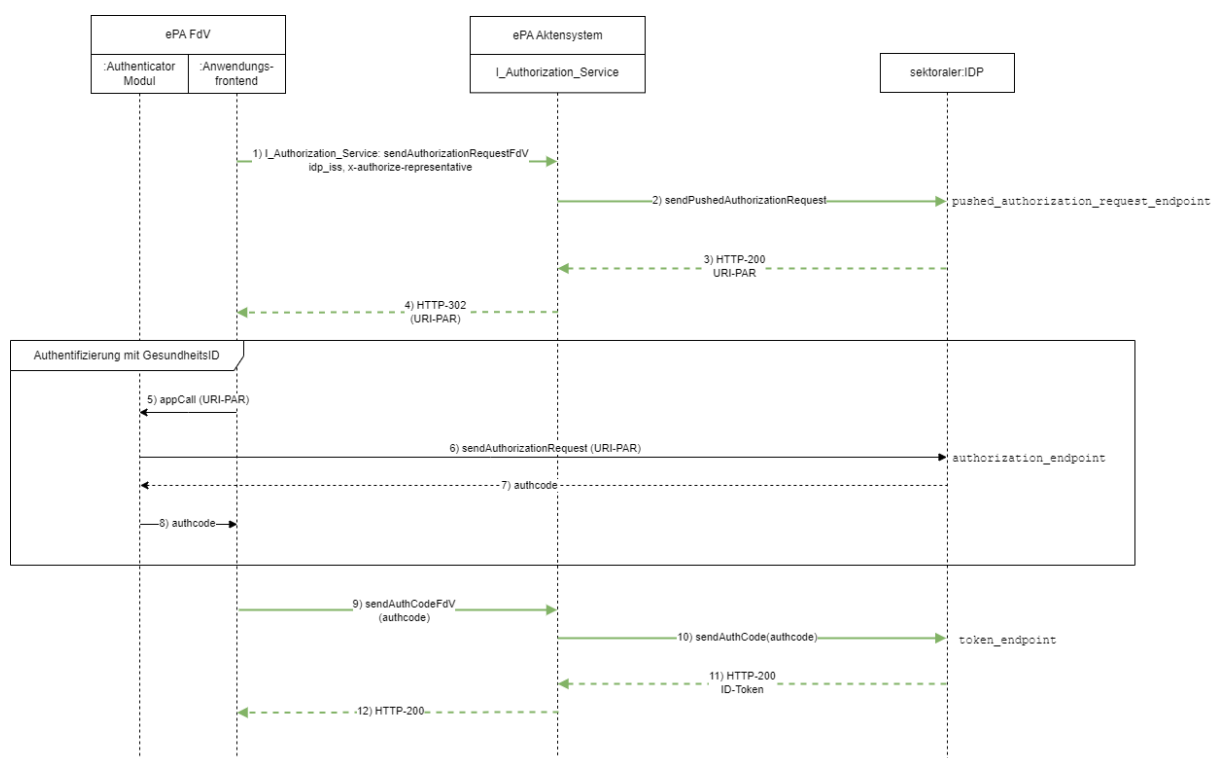 ePA FdV
:Authenticator
Modul
:Anwendungs-
frontend
ePA Aktensystem
I_Authorization_Service
sektoraler:IDP
1) I_Authorization_Service: sendAuthorizationRequestFdV
idp_iss, x-authorize-representative
2) sendPushedAuthorizationRequest
pushed_authorization_request_endpoint
3) HTTP-200
URI-PAR
4) HTTP-302
(URI-PAR)
Authentifizierung mit GesundheitsID
5) appCall (URI-PAR)
6) sendAuthorizationRequest (URI-PAR)
authorization_endpoint
7) authcode
8) authcode
9) sendAuthCodeFdV
(authcode)
10) sendAuthCode(authcode)
token_endpoint
11) HTTP-200
ID-Token
12) HTTP-200